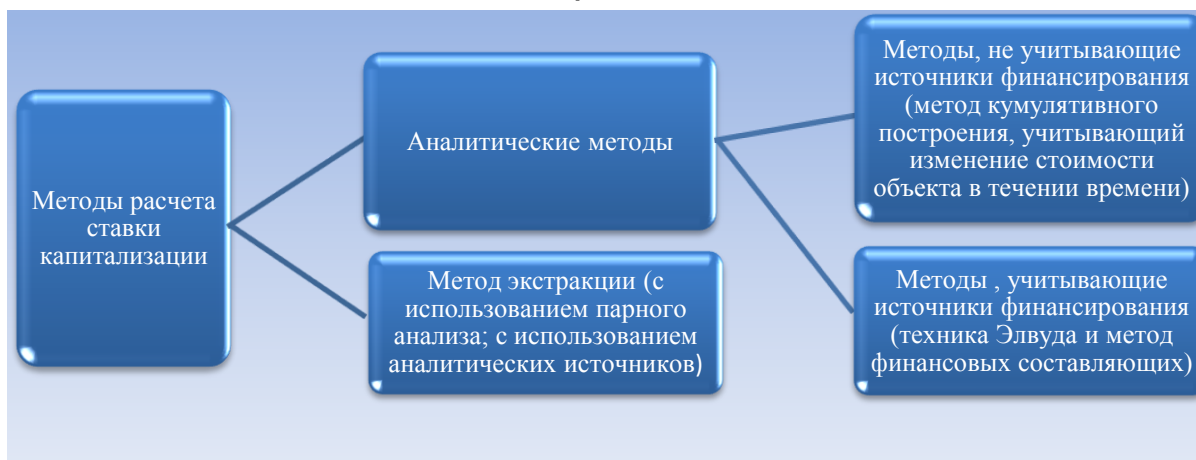 Методы расчета
ставки
капитализации
Аналитические методы
Метод экстракции (с
использованием парного
анализа; с использованием
аналитических источников)
Методы, не учитывающие
источники финансирования
(метод кумулятивного
построения, учитывающий
изменение стоимости
объекта в течении времени)
Методы , учитывающие
источники финансирования
(техника Элвуда и метод
финансовых составляющих)